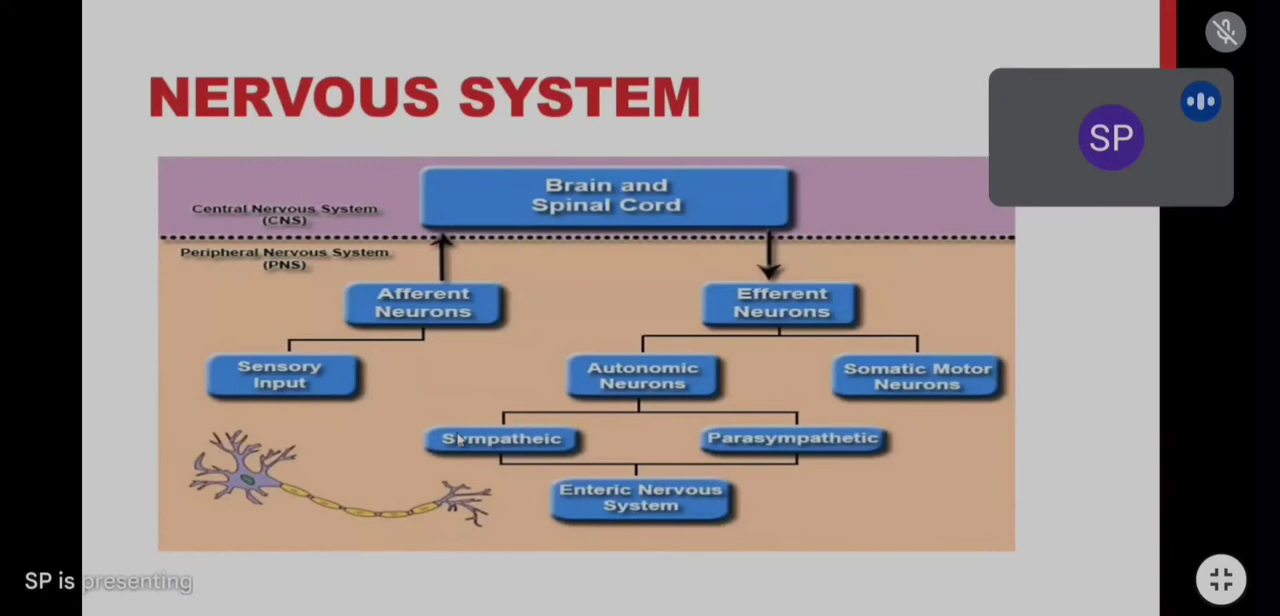 NERVOUS SYSTEM
SP
Brain and
Spinal Cord
Central Nervous System
(CNS)
Peripheral Nervous System
(PNS)
Afferent
Neurons
Efferent
Neurons
Sensory
Input
Autonomic
Neurons
Somatic Motor
Neurons
Sympatheic
Parasympathetic
Enteric Nervous
System
SP is presenting